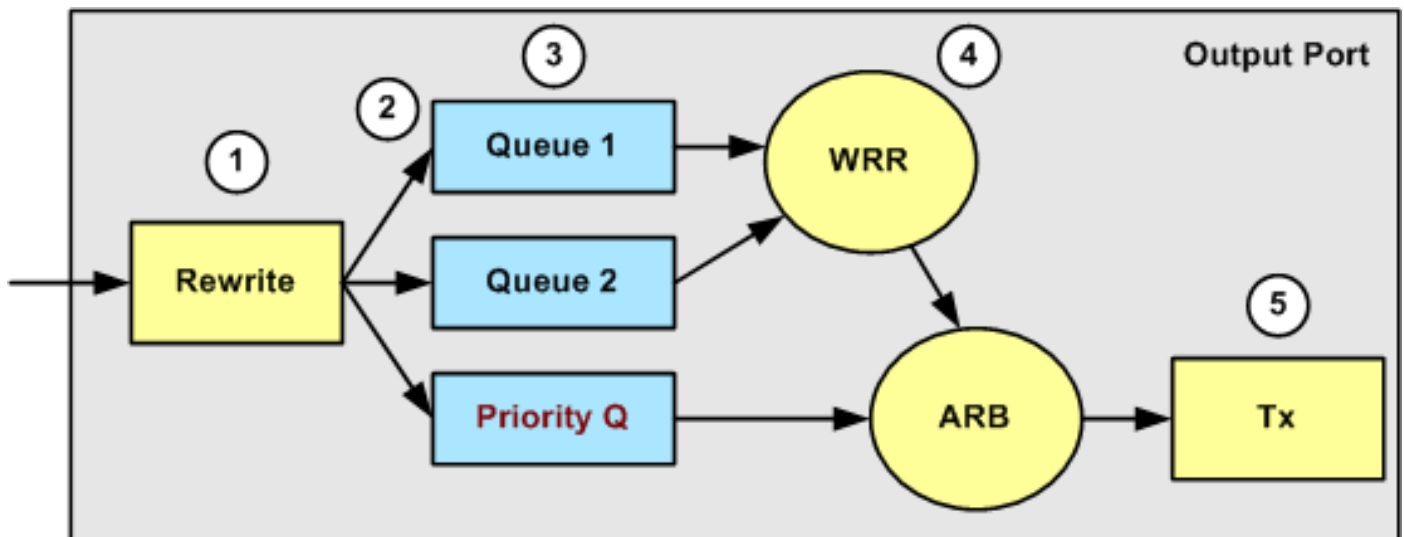 3
4
Output Port
2
1
Queue 1
WRR
Rewrite
Queue 2
5
Priority Q
ARB
Tx